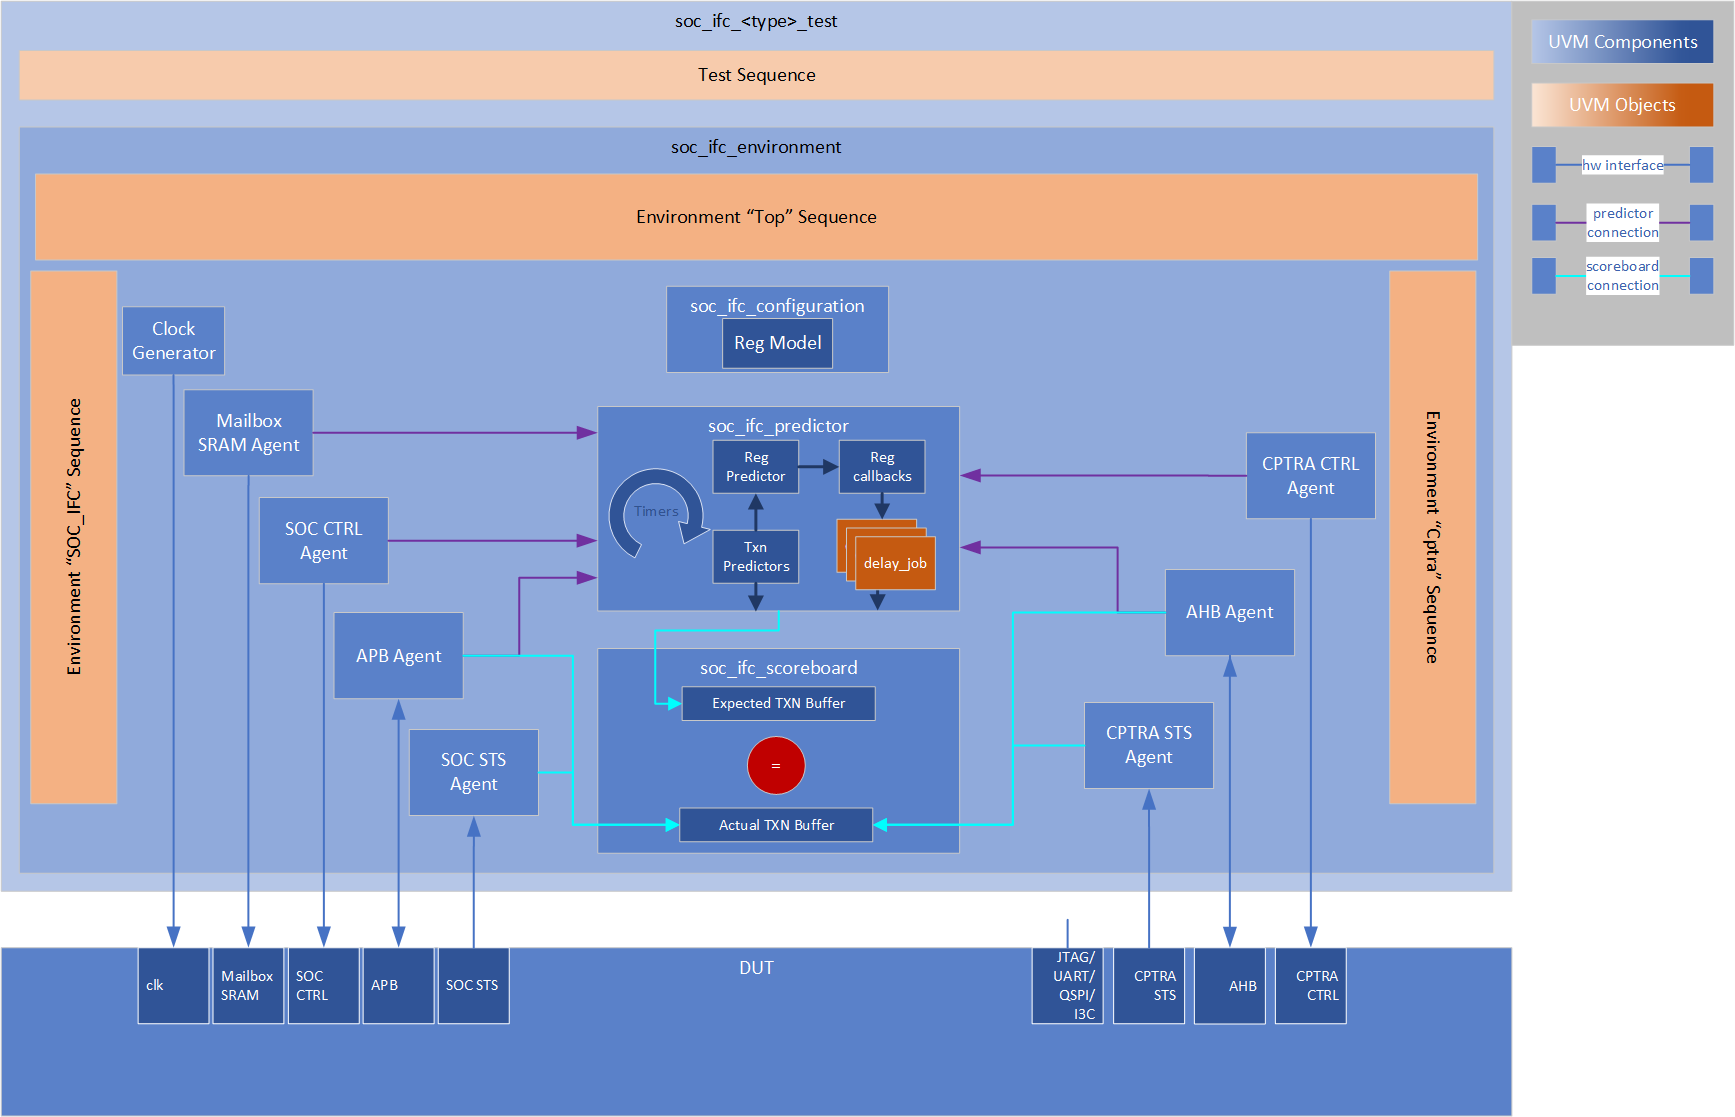 soc_ifc_<type>_test
Test Sequence
soc_ifc_environment
Environment “Top” Sequence
UVM Components
UVM Objects
hw interface
predictor
connection
scoreboard
connection
Environment “SOC_IFC” Sequence
Clock
Generator
Mailbox
SRAM Agent
SOC CTRL
Agent
APB Agent
SOC STS
Agent
soc_ifc_configuration
Reg Model
soc_ifc_predictor
Timers
Reg
Predictor
Reg
callbacks
Txn
Predictors
delay_job
soc_ifc_scoreboard
Expected TXN Buffer
=
Actual TXN Buffer
CPTRA CTRL
Agent
AHB Agent
CPTRA STS
Agent
Environment “Cptra” Sequence
DUT
clk
Mailbox
SRAM
SOC
CTRL
APB
SOC STS
JTAG/
UART/
QSPI/
I3C
CPTRA
STS
AHB
CPTRA
CTRL